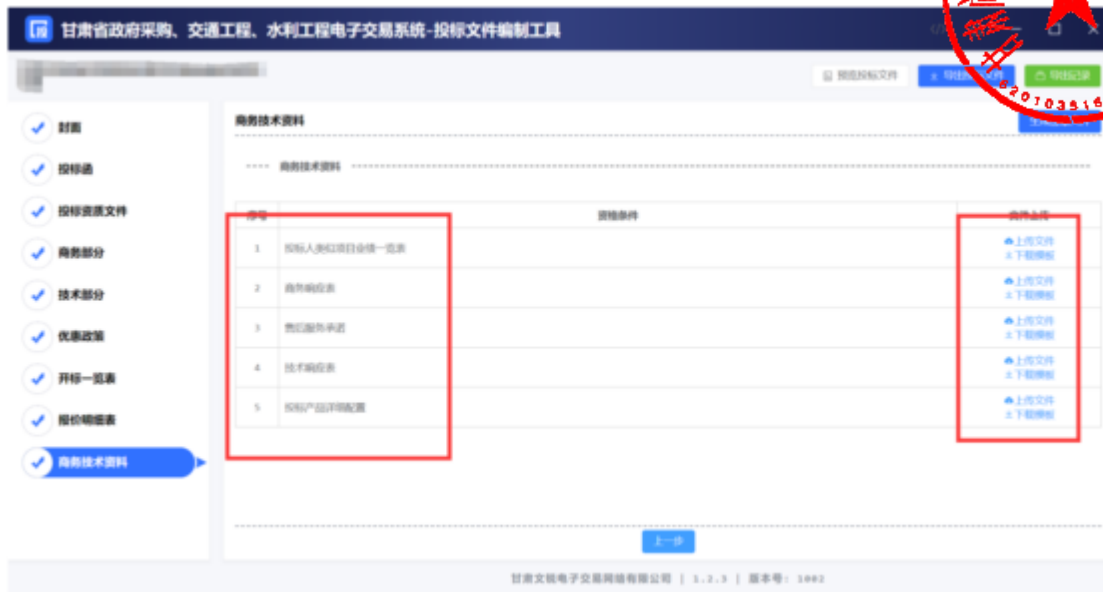 甘肃省政府采购、交通工程、水利工程电子交易系统-投标文件编制工具
预览投标文件
导出记录
620103516
封面
商务技术资料
商务技术资料
投标函
投标资质文件
序号 资格条件 文件上传
商务部分
1 投标人类似项目业绩一览表 上传文件
下载模板
技术部分
2 商务响应表 上传文件
下载模板
优惠政策
3 售后服务承诺 上传文件
下载模板
开标一览表
4 技术响应表 上传文件
下载模板
报价明细表
5 投标产品详细配置 上传文件
下载模板
商务技术资料
上一步
甘肃文锐电子交易网络有限公司 | 1.2.3 | 版本号: 1002